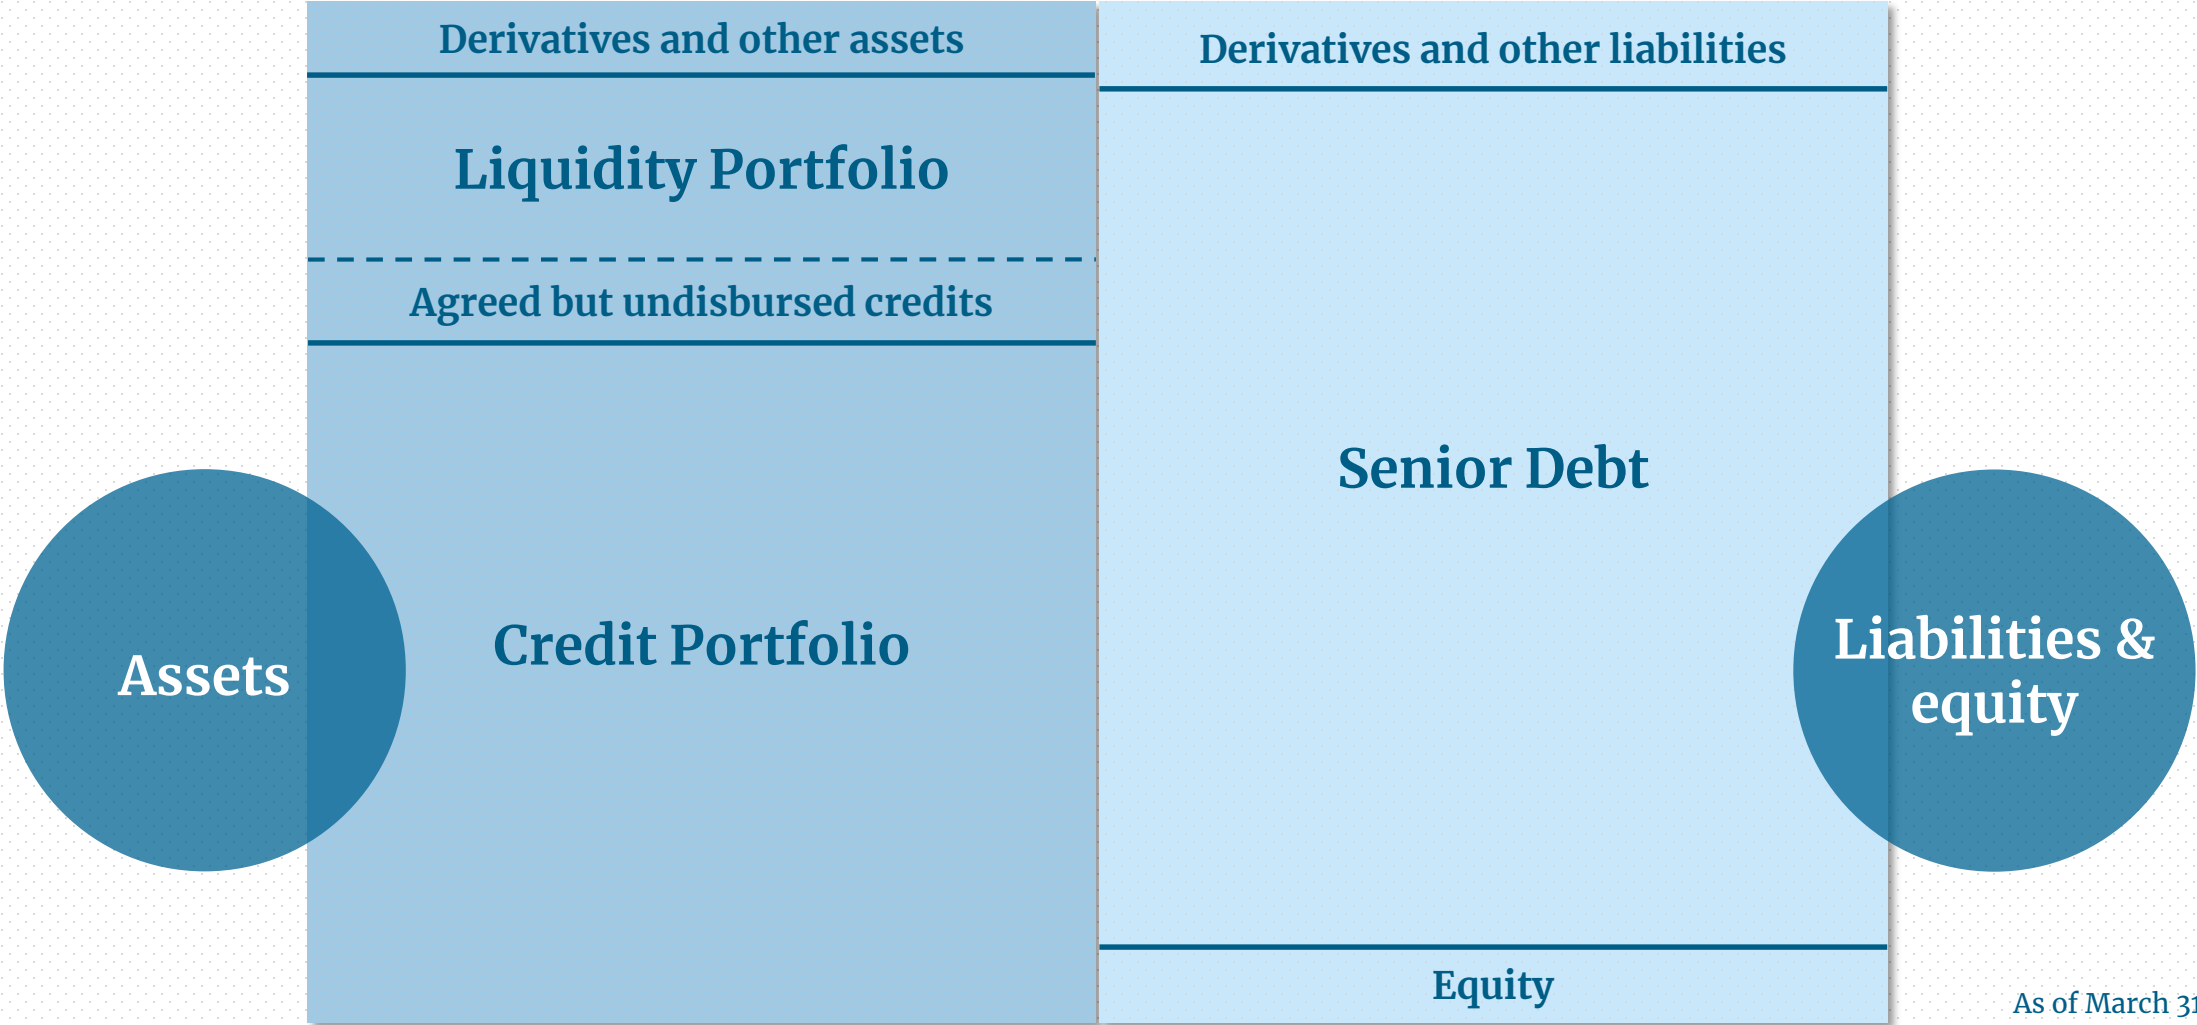 Derivatives and other assets
Liquidity Portfolio
Agreed but undisbursed credits
Credit Portfolio
Assets
Derivatives and other liabilities
Senior Debt
Equity
Liabilities &
equity
As of March 31